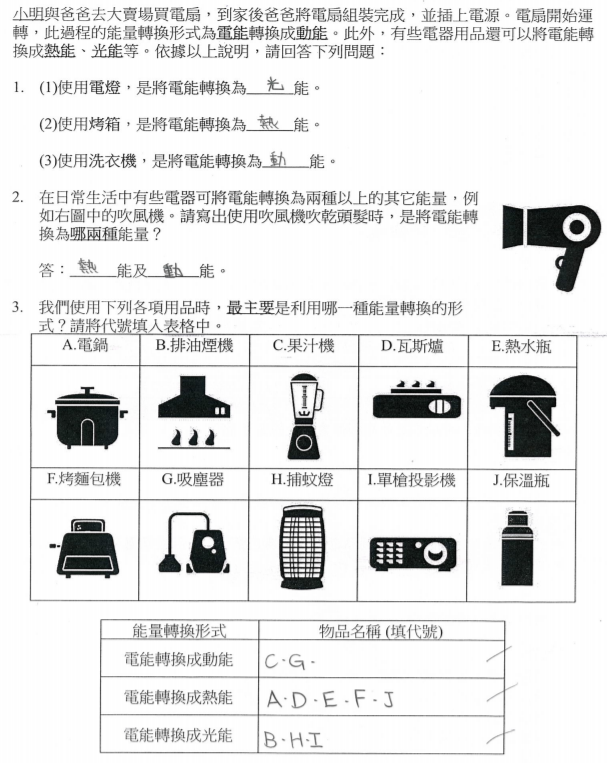 小明與爸爸去大賣場買電扇，到家後爸爸將電扇組裝完成，並插上電源。電扇開始運
轉，此過程的能量轉換形式為電能轉換成動能。此外，有些電器用品還可以將電能轉
換成熱能、光能等。依據以上說明，請回答下列問題：
1. (1)使用電燈，是將電能轉換為 光 能。
(2)使用烤箱，是將電能轉換為 熱 能。
(3)使用洗衣機，是將電能轉換為 動 能。
2. 在日常生活中有些電器可將電能轉換為兩種以上的其它能量，例
如右圖中的吹風機。請寫出使用吹風機吹乾頭髮時，是將電能轉
換為哪兩種能量？
答： 熱 能及 動 能。
3. 我們使用下列各項用品時，最主要是利用哪一種能量轉換的形
式？請將代號填入表格中。
A.電鍋 B.排油煙機 C.果汁機 D.瓦斯爐 E.熱水瓶
F.烤麵包機 G.吸塵器 H.捕蚊燈 I.單槍投影機 J.保溫瓶
能量轉換形式 物品名稱 (填代號)
電能轉換成動能 C·G·
電能轉換成熱能 A·D·E·F·J
電能轉換成光能 B·H·I